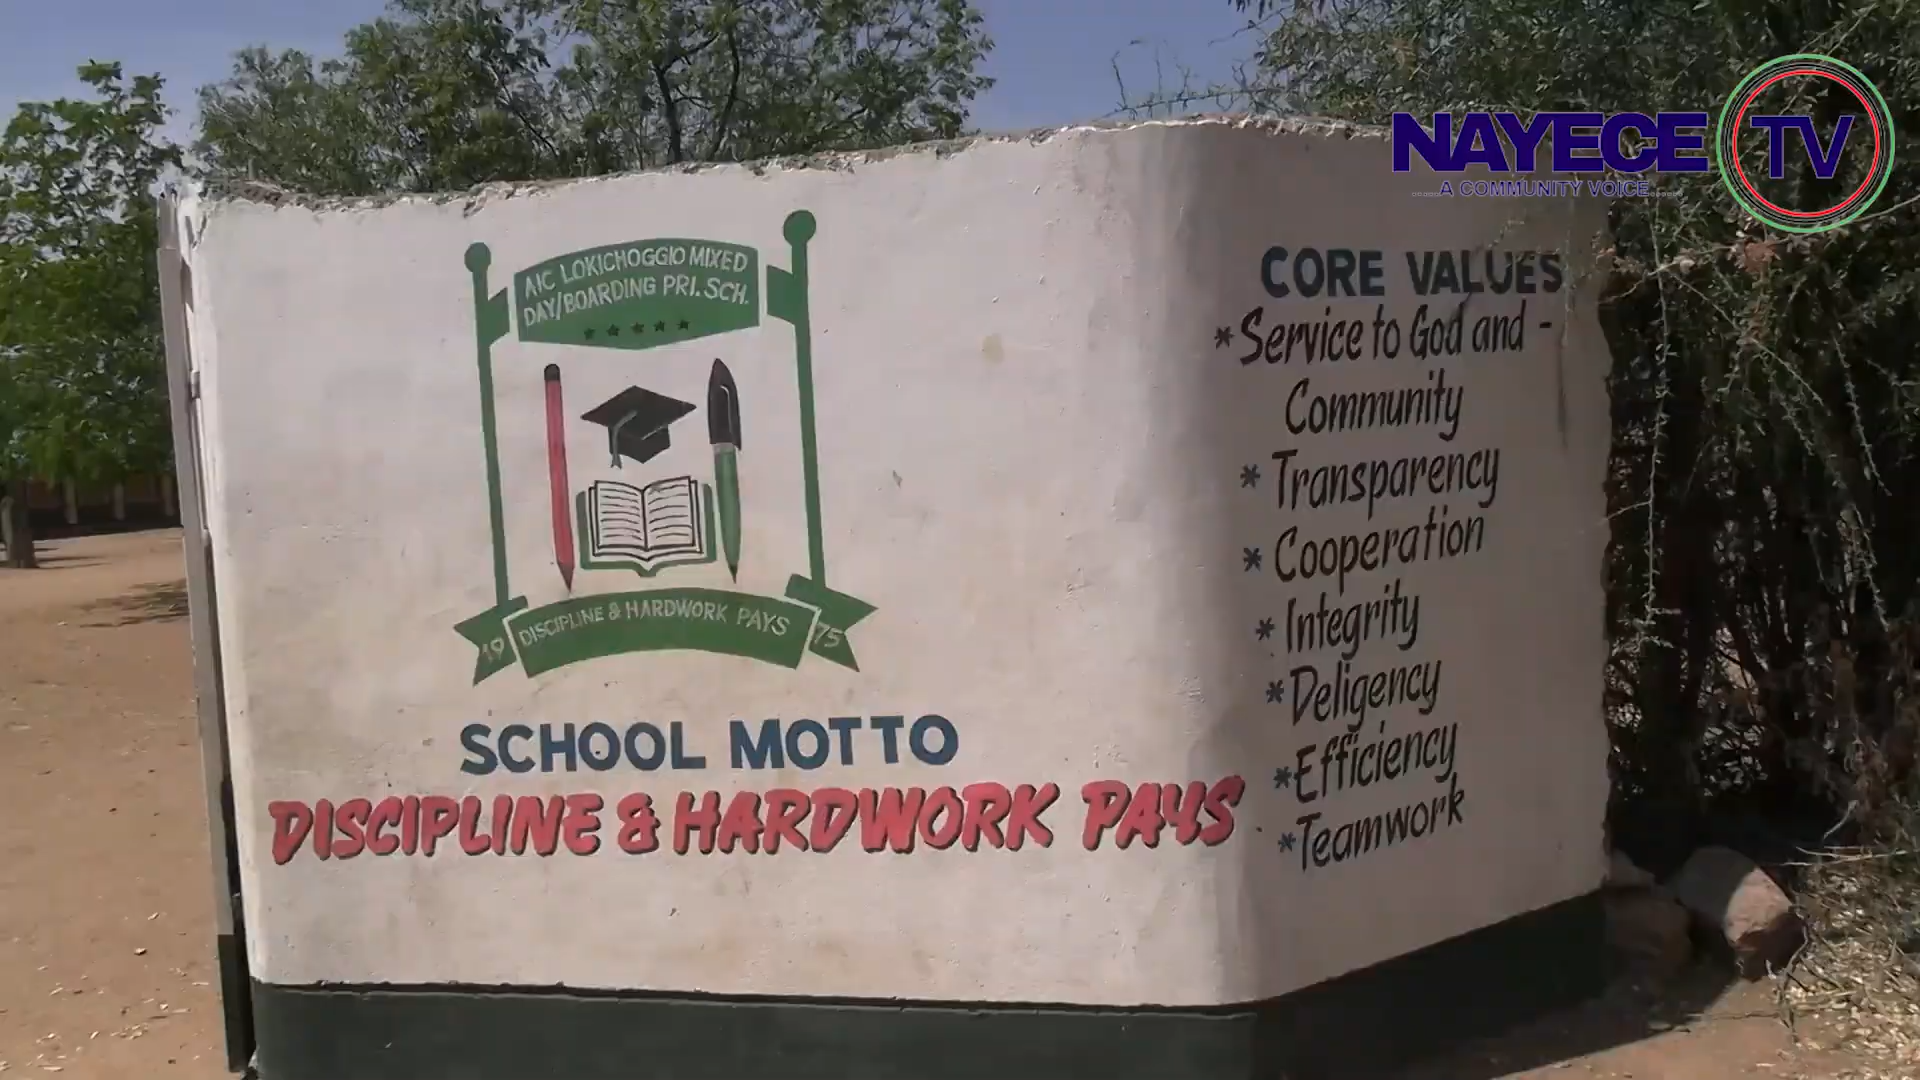 NAYECE TV
......A COMMUNITY VOICE......
AIC LOKICHOGGIO MIXED
DAY/BOARDING PRI. SCH.
DISCIPLINE & HARDWORK PAYS
19 75
SCHOOL MOTTO
DISCIPLINE & HARDWORK PAYS
CORE VALUES
* Service to God and -
Community
* Transparency
* Cooperation
* Integrity
* Deligency
* Efficiency
* Teamwork